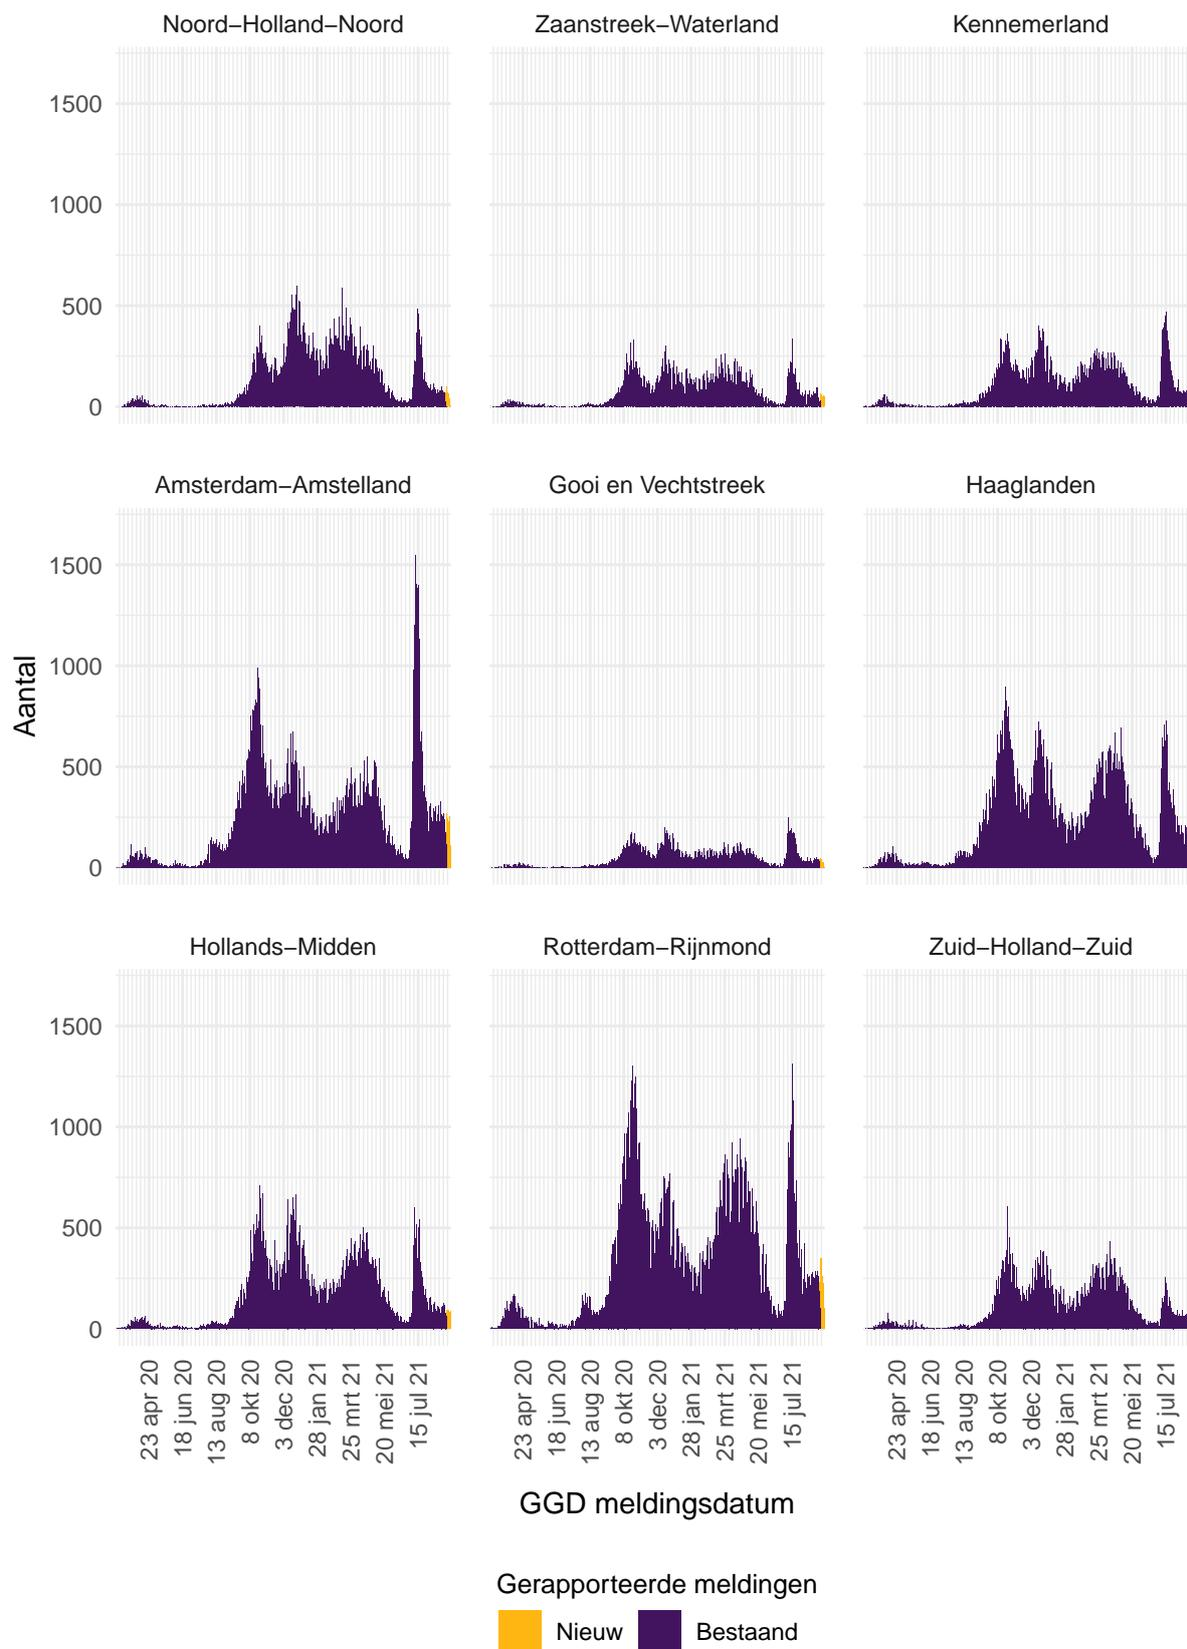 Noord−Holland−Noord
Zaanstreek−Waterland
Kennemerland
1500
1000
500
0
Amsterdam−Amstelland
Gooi en Vechtstreek
Haaglanden
1500
1000
500
0
Aantal
Hollands−Midden
Rotterdam−Rijnmond
Zuid−Holland−Zuid
1500
1000
500
0
23 apr 20
18 jun 20
13 aug 20
8 okt 20
3 dec 20
28 jan 21
25 mrt 21
20 mei 21
15 jul 21
23 apr 20
18 jun 20
13 aug 20
8 okt 20
3 dec 20
28 jan 21
25 mrt 21
20 mei 21
15 jul 21
23 apr 20
18 jun 20
13 aug 20
8 okt 20
3 dec 20
28 jan 21
25 mrt 21
20 mei 21
15 jul 21
GGD meldingsdatum
Gerapporteerde meldingen
Nieuw
Bestaand